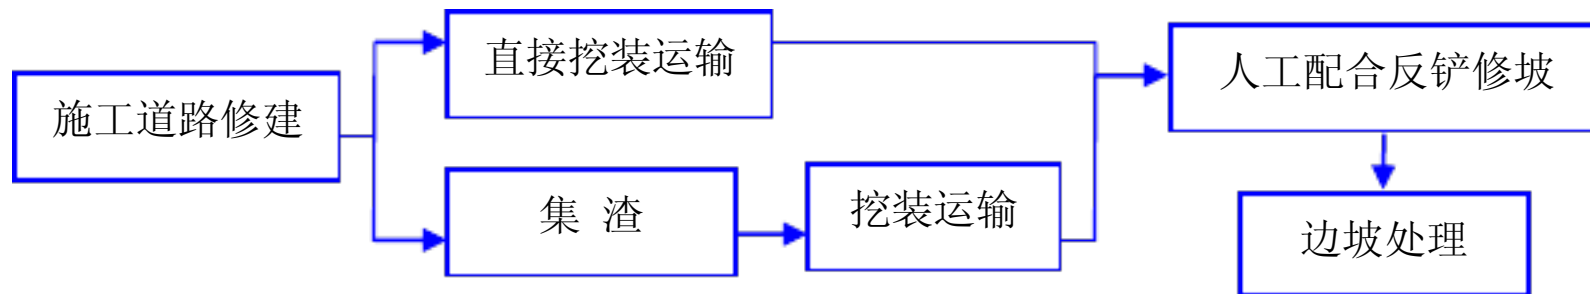 施工道路修建
直接挖装运输
集 渣
挖装运输
人工配合反铲修坡
边坡处理